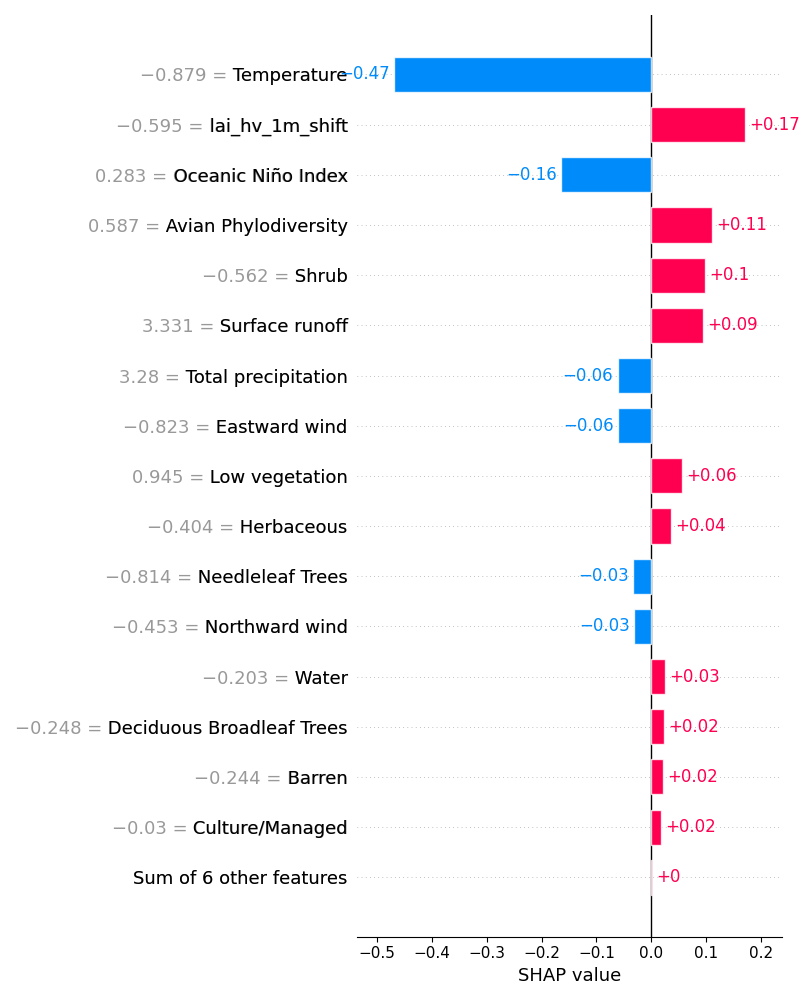 −0.879 = Temperature −0.47
−0.595 = lai_hv_1m_shift +0.17
0.283 = Oceanic Niño Index −0.16
0.587 = Avian Phylodiversity +0.11
−0.562 = Shrub +0.1
3.331 = Surface runoff +0.09
3.28 = Total precipitation −0.06
−0.823 = Eastward wind −0.06
0.945 = Low vegetation +0.06
−0.404 = Herbaceous +0.04
−0.814 = Needleleaf Trees −0.03
−0.453 = Northward wind −0.03
−0.203 = Water +0.03
−0.248 = Deciduous Broadleaf Trees +0.02
−0.244 = Barren +0.02
−0.03 = Culture/Managed +0.02
Sum of 6 other features +0
−0.5 −0.4 −0.3 −0.2 −0.1 0.0 0.1 0.2
SHAP value